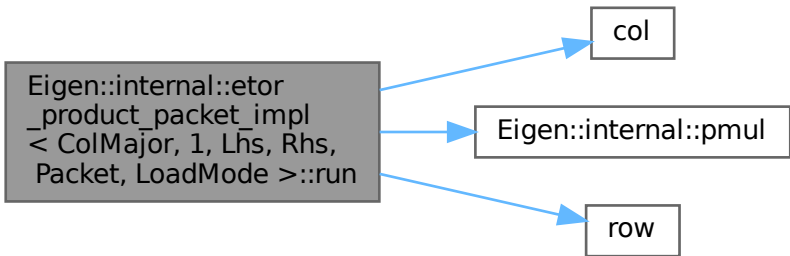 Eigen::internal::etor
_product_packet_impl
< ColMajor, 1, Lhs, Rhs,
Packet, LoadMode >::run
col
Eigen::internal::pmul
row